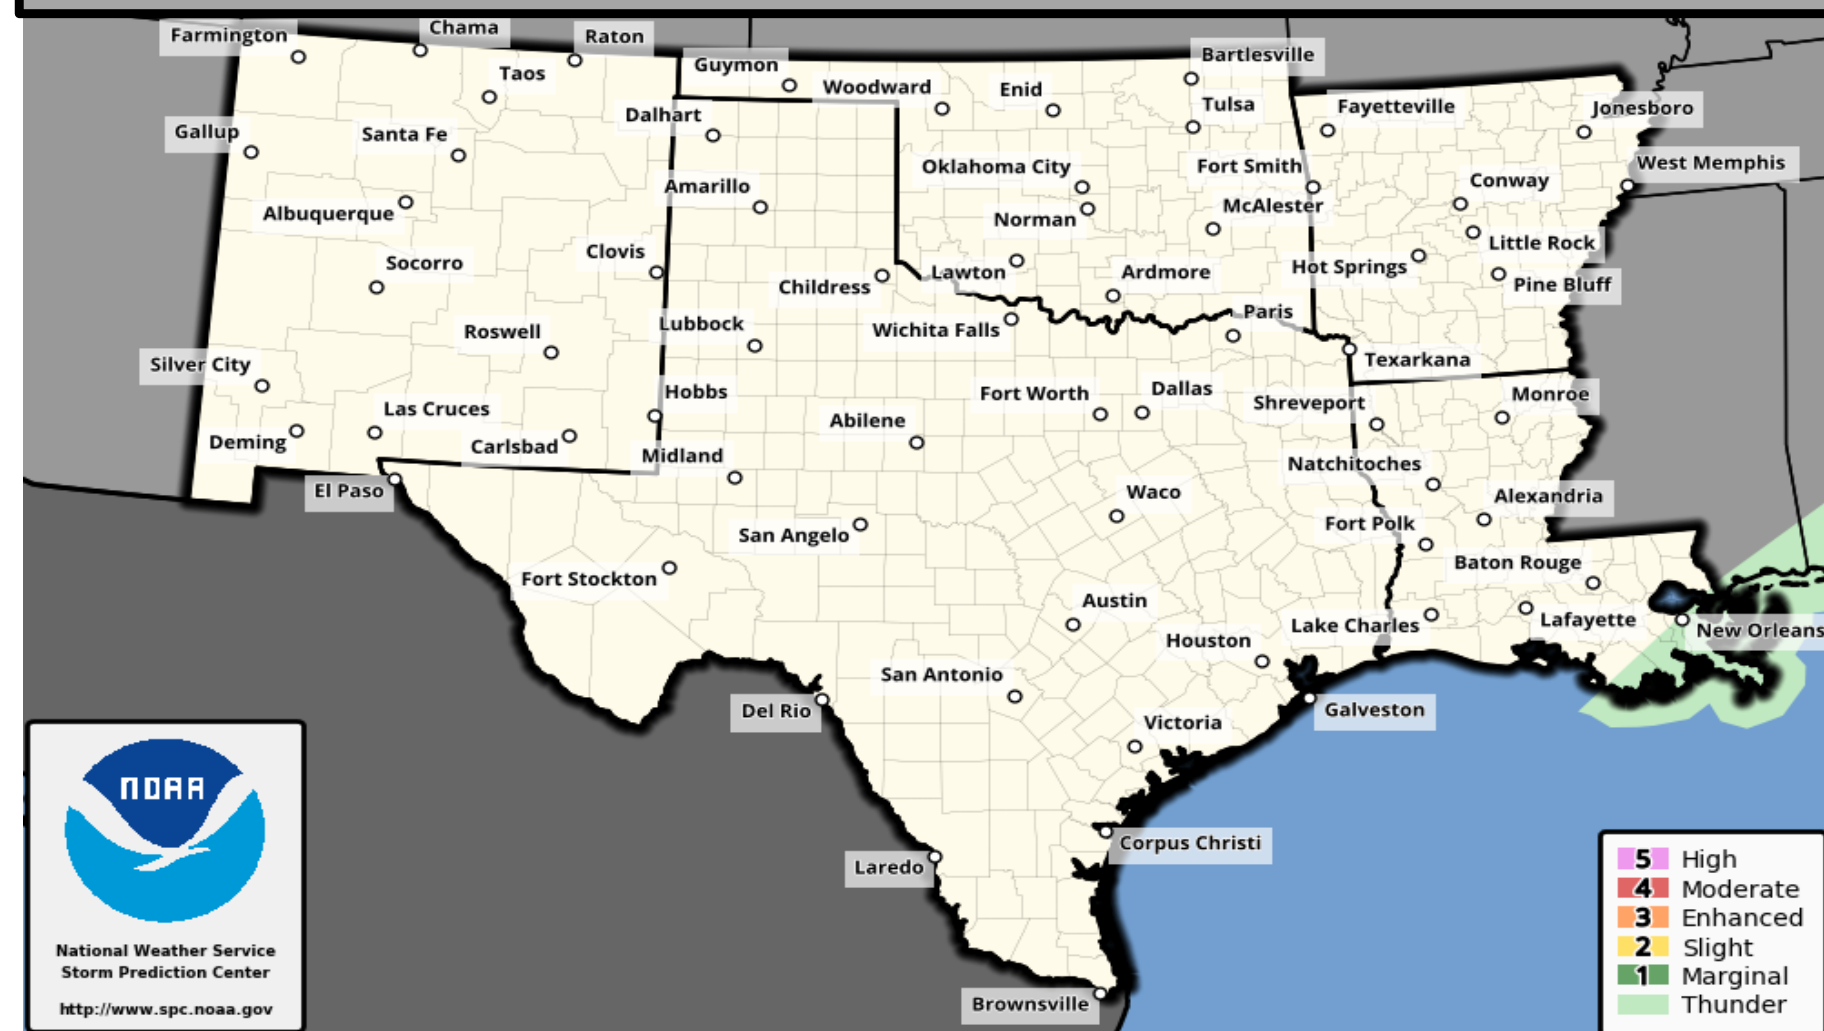 Farmington
Chama
Raton
Taos
Guymon
Woodward
Enid
Bartlesville
Gallup
Santa Fe
Dalhart
Tulsa
Fayetteville
Jonesboro
Albuquerque
Amarillo
Oklahoma City
Fort Smith
Conway
West Memphis
Socorro
Clovis
Norman
McAlester
Little Rock
Childress
Lawton
Ardmore
Hot Springs
Pine Bluff
Roswell
Lubbock
Wichita Falls
Paris
Texarkana
Silver City
Las Cruces
Hobbs
Fort Worth
Dallas
Shreveport
Monroe
Deming
Carlsbad
Midland
Abilene
Natchitoches
El Paso
San Angelo
Waco
Fort Polk
Alexandria
Fort Stockton
Austin
Baton Rouge
Houston
Lake Charles
Lafayette
New Orleans
Del Rio
San Antonio
Victoria
Galveston
Laredo
Corpus Christi
Brownsville
NOAA
National Weather Service
Storm Prediction Center
http://www.spc.noaa.gov
5 High
4 Moderate
3 Enhanced
2 Slight
1 Marginal
Thunder